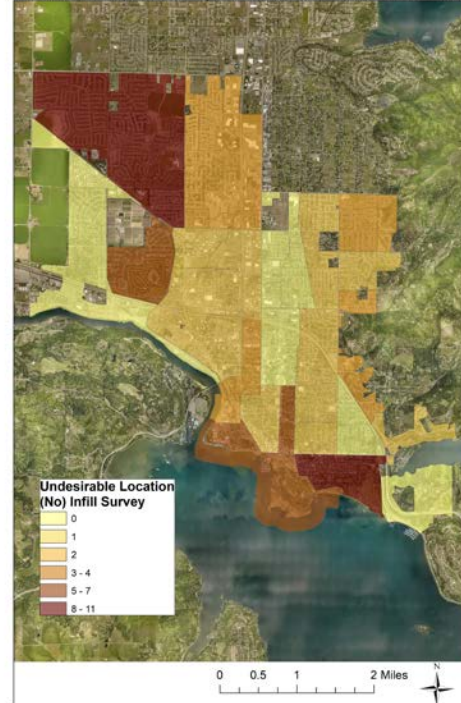 Undesirable Location
(No) Infill Survey
0
1
2
3 - 4
5 - 7
8 - 11
0 0.5 1 2 Miles
N